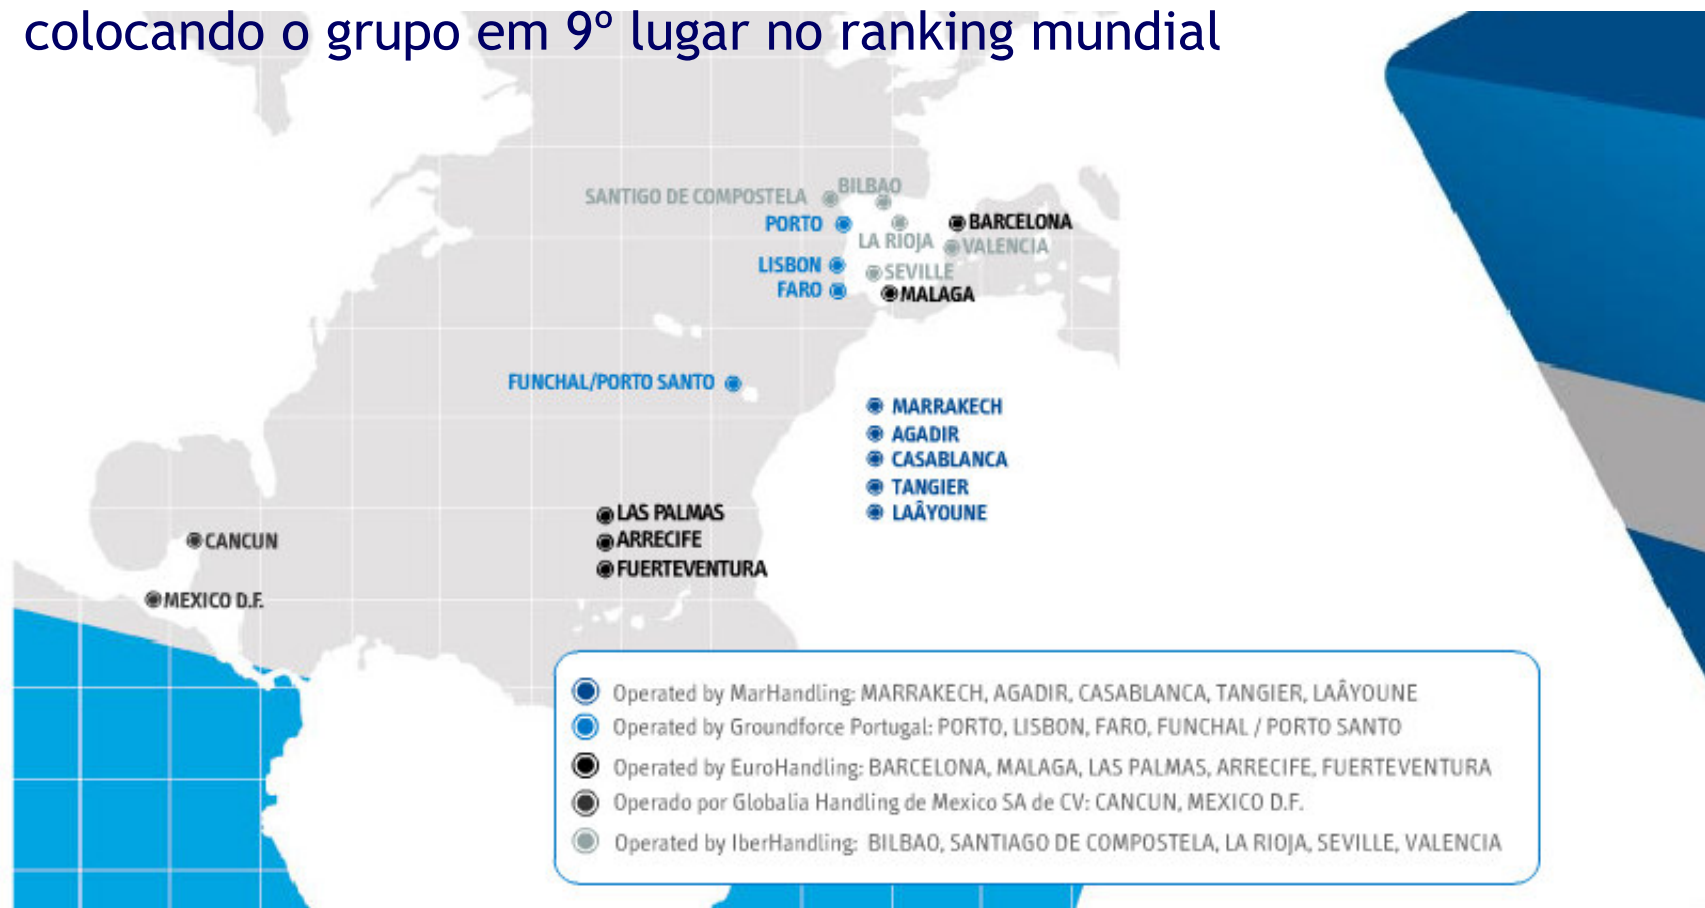 colocando o grupo em 9º lugar no ranking mundial
BILBAO
SANTIGO DE COMPOSTELA
PORTO
BARCELONA
LA RIOJA
VALENCIA
LISBON
SEVILLE
FARO
MALAGA
FUNCHAL/PORTO SANTO
MARRAKECH
AGADIR
CASABLANCA
TANGIER
LAÂYOUNE
LAS PALMAS
ARRECIFE
FUERTEVENTURA
CANCUN
MEXICO D.F.
Operated by MarHandling: MARRAKECH, AGADIR, CASABLANCA, TANGIER, LAÂYOUNE
Operated by Groundforce Portugal: PORTO, LISBON, FARO, FUNCHAL / PORTO SANTO
Operated by EuroHandling: BARCELONA, MALAGA, LAS PALMAS, ARRECIFE, FUERTEVENTURA
Operado por Globalia Handling de Mexico SA de CV: CANCUN, MEXICO D.F.
Operated by IberHandling: BILBAO, SANTIAGO DE COMPOSTELA, LA RIOJA, SEVILLE, VALENCIA